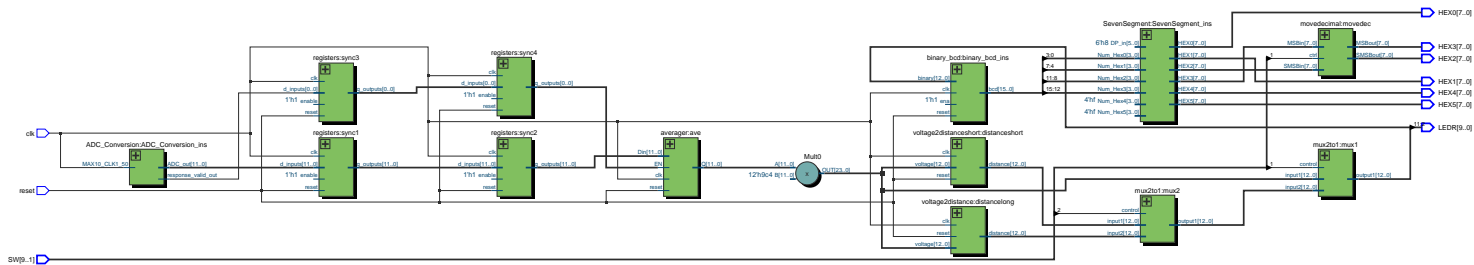 clk
reset
SW[9..1]
ADC_Conversion:ADC_Conversion_ins
MAX10_CLK1_50
ADC_out[11..0]
response_valid_out
registers:sync3
clk
d_inputs[0..0]
1'h1 enable
reset
q_outputs[0..0]
registers:sync1
clk
d_inputs[11..0]
1'h1 enable
reset
q_outputs[11..0]
registers:sync4
clk
d_inputs[0..0]
1'h1 enable
reset
q_outputs[0..0]
registers:sync2
clk
d_inputs[11..0]
1'h1 enable
reset
q_outputs[11..0]
averager:ave
Din[11..0]
EN
clk
reset
Q[11..0]
Mult0
A[11..0]
12'h9c4 B[11..0]
x
OUT[23..0]
binary_bcd:binary_bcd_ins
binary[12..0]
clk
1'h1 ena
reset
bcd[15..0]
voltage2distanceshort:distanceshort
clk
voltage[12..0]
reset
distance[12..0]
voltage2distance:distancelong
clk
reset
voltage[12..0]
distance[12..0]
3:0
7:4
11:8
15:12
SevenSegment:SevenSegment_ins
6'h8 DP_in[5..0]
Num_Hex0[3..0]
Num_Hex1[3..0]
Num_Hex2[3..0]
Num_Hex3[3..0]
4'hf Num_Hex4[3..0]
4'hf Num_Hex5[3..0]
HEX0[7..0]
HEX1[7..0]
HEX2[7..0]
HEX3[7..0]
HEX4[7..0]
HEX5[7..0]
mux2to1:mux2
2
control
input1[12..0]
input2[12..0]
output1[12..0]
movedecimal:movedec
MSBin[7..0]
1
ctrl
SMSBin[7..0]
MSBout[7..0]
SMSBout[7..0]
mux2to1:mux1
1
control
input1[12..0]
input2[12..0]
output1[12..0]
HEX0[7..0]
HEX3[7..0]
HEX2[7..0]
HEX1[7..0]
HEX4[7..0]
HEX5[7..0]
LEDR[9..0]